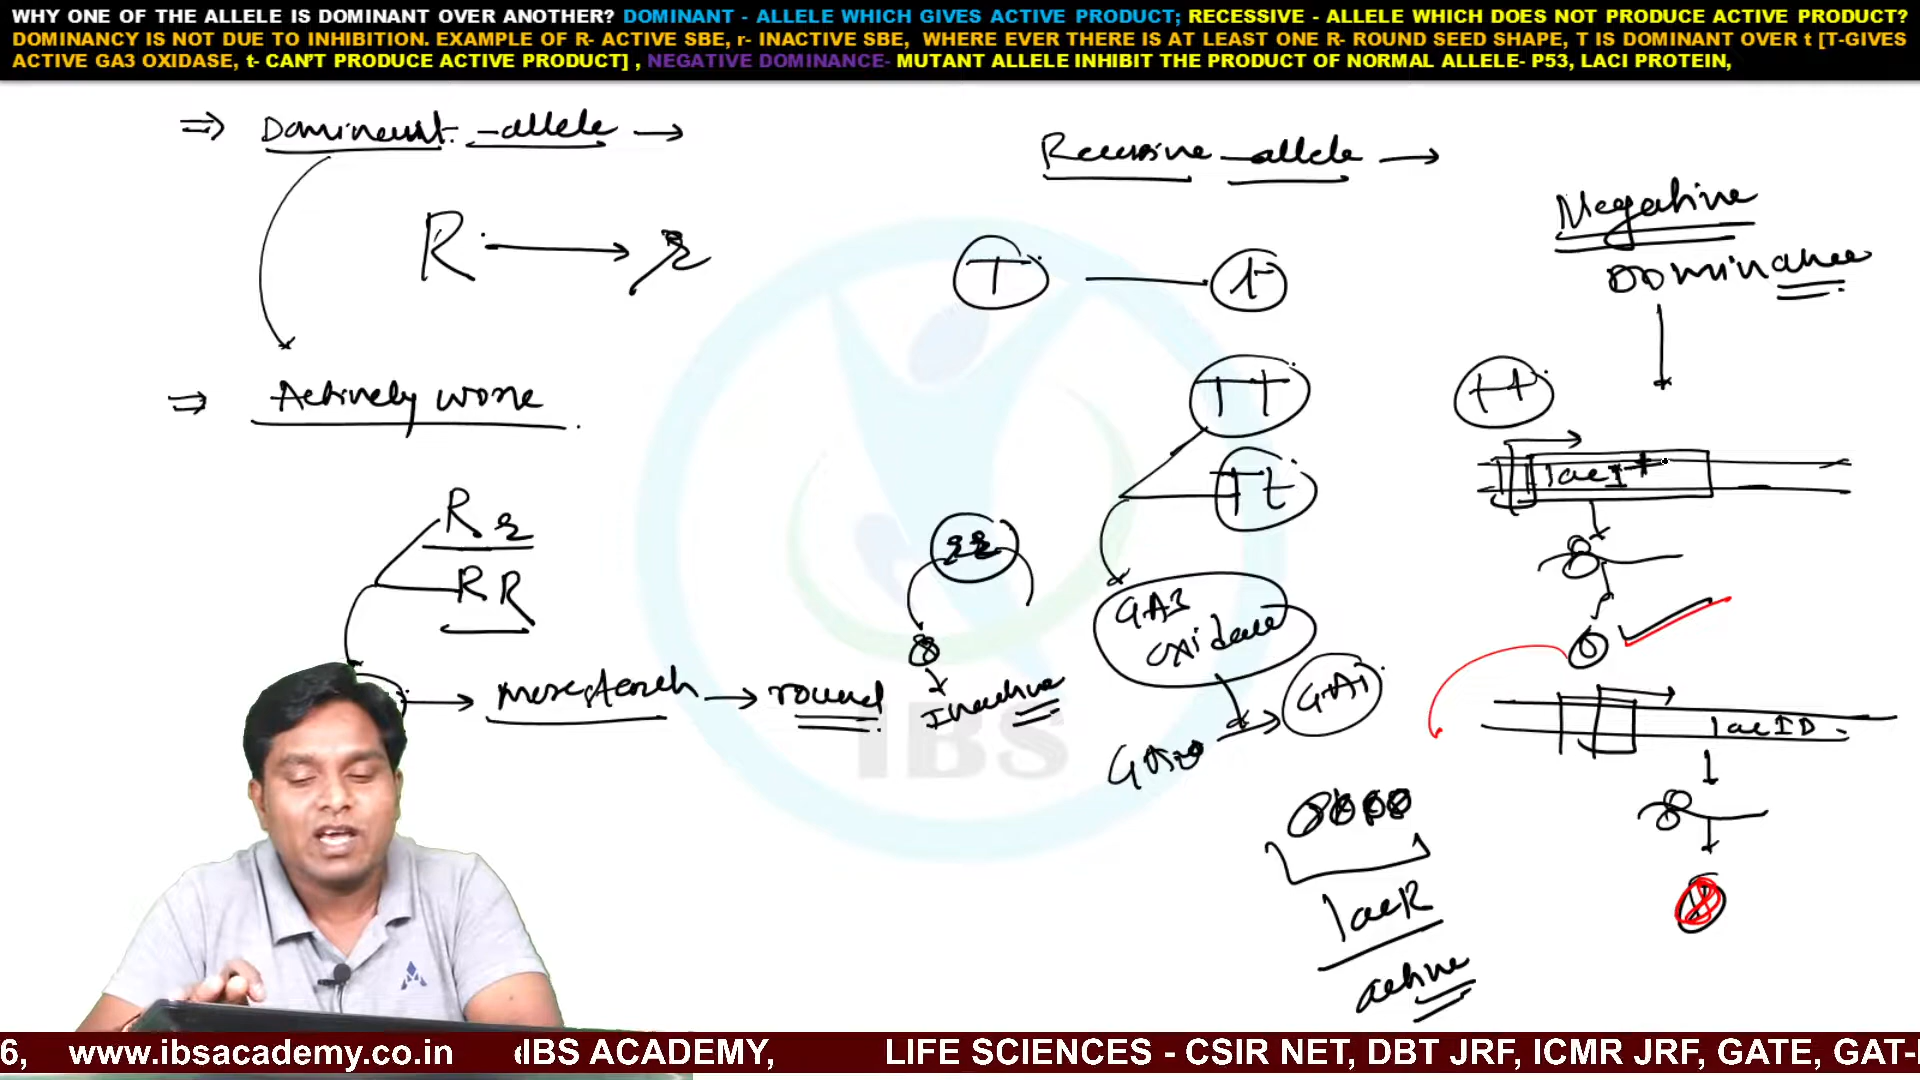 WHY ONE OF THE ALLELE IS DOMINANT OVER ANOTHER? DOMINANT - ALLELE WHICH GIVES ACTIVE PRODUCT; RECESSIVE - ALLELE WHICH DOES NOT PRODUCE ACTIVE PRODUCT?
DOMINANCY IS NOT DUE TO INHIBITION. EXAMPLE OF R- ACTIVE SBE, r- INACTIVE SBE, WHERE EVER THERE IS AT LEAST ONE R- ROUND SEED SHAPE, T IS DOMINANT OVER t [T-GIVES
ACTIVE GA3 OXIDASE, t- CAN'T PRODUCE ACTIVE PRODUCT] , NEGATIVE DOMINANCE- MUTANT ALLELE INHIBIT THE PRODUCT OF NORMAL ALLELE- P53, LACI PROTEIN,
⇒ Dominant - allele →
R → r
⇒ Actively
Rr
RR
→ round
rr
Inactive
Recessive - allele →
T — t
TT
Tt
GA3
oxidase
GA20 → GA1
Negative
Dominance
tt
lacI+
lacID
lacR
active
IBS
6, www.ibsacademy.co.in IBS ACADEMY, LIFE SCIENCES - CSIR NET, DBT JRF, ICMR JRF, GATE, GAT-